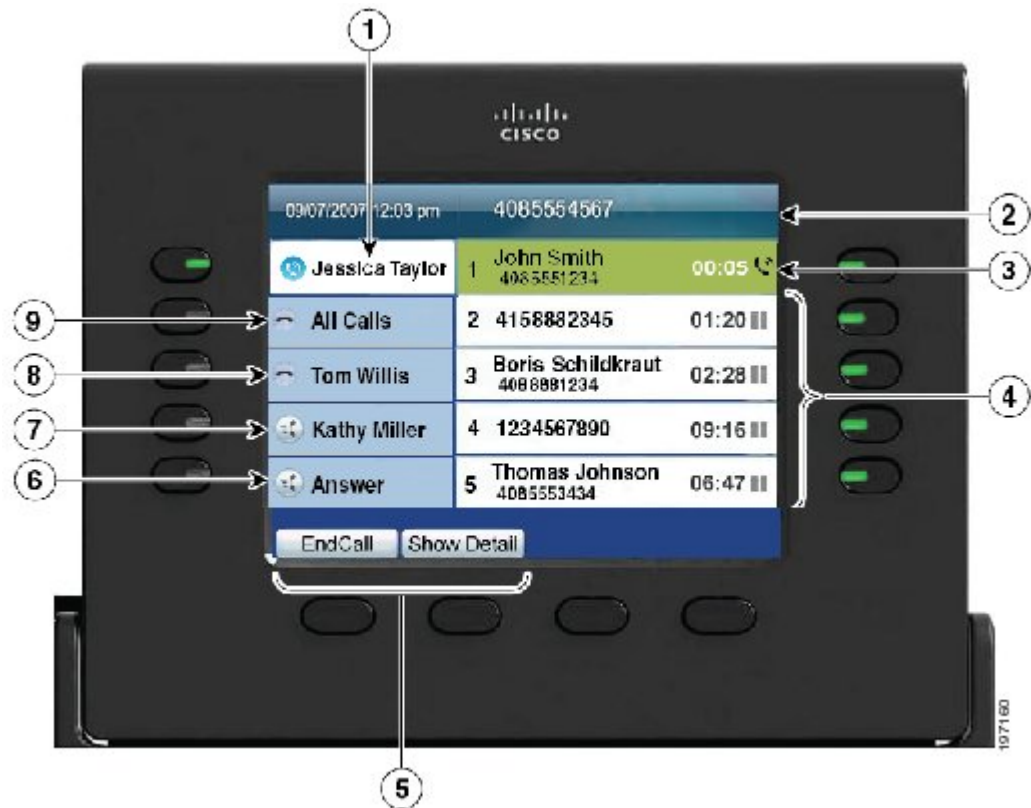 1
CISCO
09/07/2007 12:03 pm 4085554567
2
Jessica Taylor
1 John Smith 00:05
4085551234
3
9
All Calls
2 4158882345 01:20
8
Tom Willis
3 Boris Schildkraut 02:28
4088881234
4
7
Kathy Miller
4 1234567890 09:16
6
Answer
5 Thomas Johnson 06:47
4085553434
EndCall Show Detail
5
197160